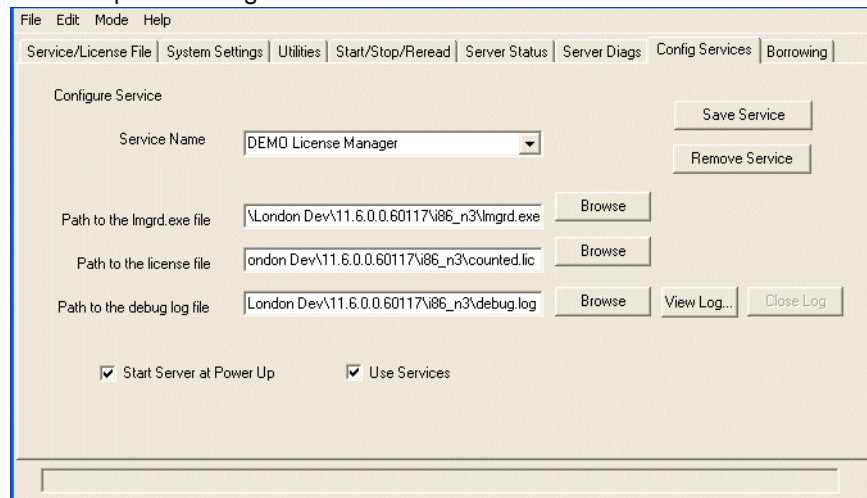 File Edit Mode Help
Service/License File System Settings Utilities Start/Stop/Reread Server Status Server Diags Config Services Borrowing
Configure Service
Save Service
Service Name DEMO License Manager
Remove Service
Path to the lmgrd.exe file \London Dev\11.6.0.0.60117\i86_n3\lmgrd.exe Browse
Path to the license file ondon Dev\11.6.0.0.60117\i86_n3\counted.lic Browse
Path to the debug log file London Dev\11.6.0.0.60117\i86_n3\debug.log Browse View Log... Close Log
Start Server at Power Up Use Services